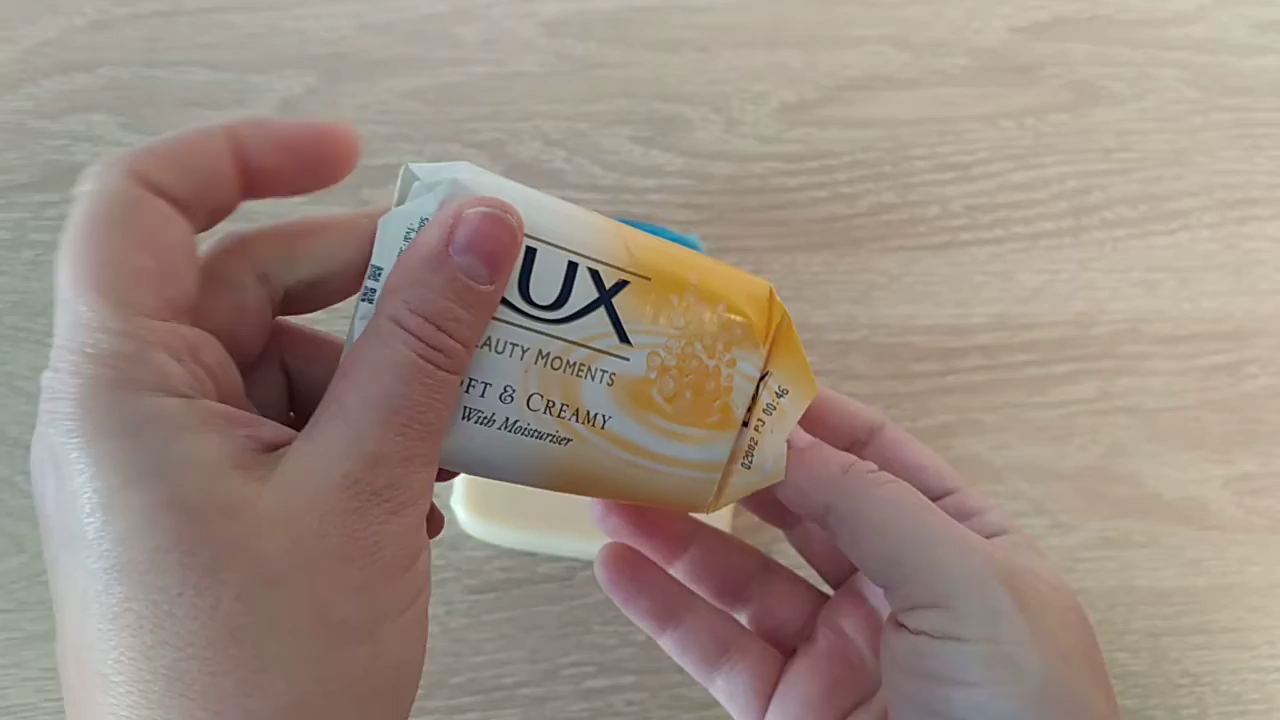 UX
AUTY MOMENTS
FT & CREAMY
With Moisturiser
02002 PJ 00:46